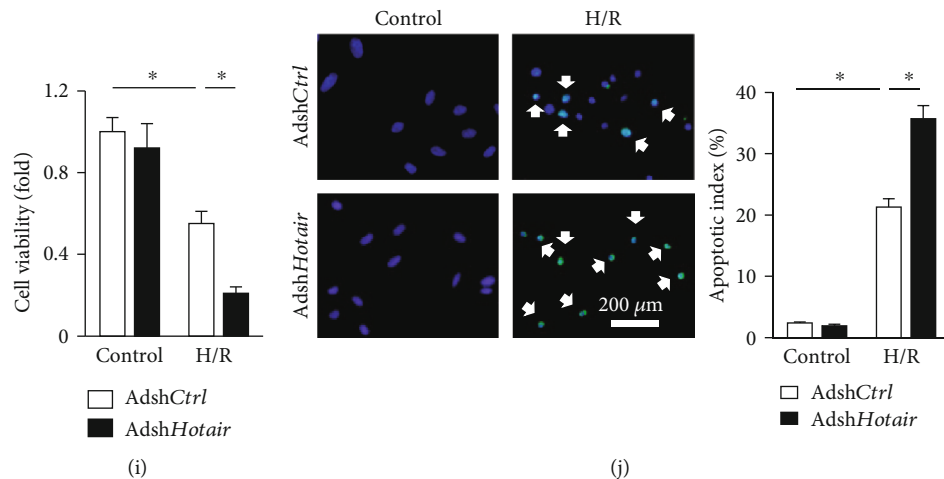 * *
1.2
0.8
0.4
0
Cell viability (fold)
Control H/R
AdshCtrl
AdshHotair
(i)
Control H/R
AdshCtrl
AdshHotair
200 μm
* *
40
30
20
10
0
Apoptotic index (%)
Control H/R
AdshCtrl
AdshHotair
(j)